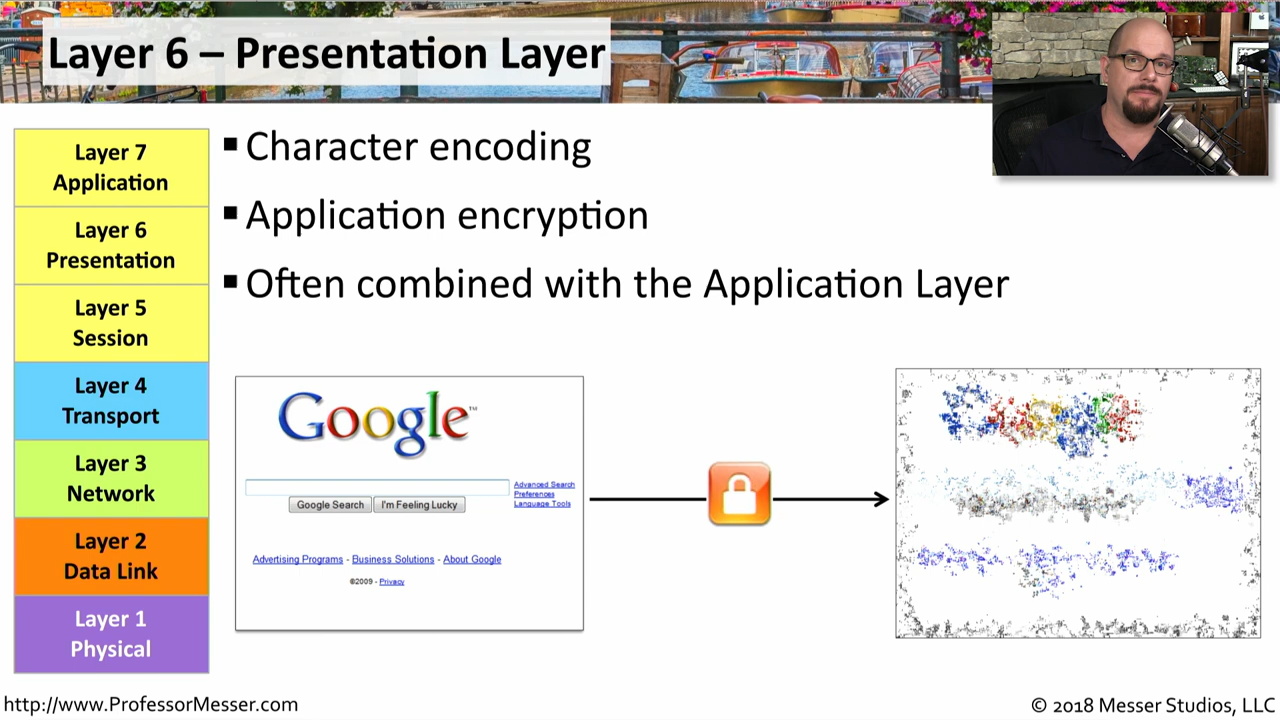 Layer 6 – Presentation Layer
Layer 7
Application
Layer 6
Presentation
Layer 5
Session
Layer 4
Transport
Layer 3
Network
Layer 2
Data Link
Layer 1
Physical
▪ Character encoding
▪ Application encryption
▪ Often combined with the Application Layer
Google™
Advanced Search
Preferences
Language Tools
Google Search
I'm Feeling Lucky
Advertising Programs - Business Solutions - About Google
©2009 - Privacy
http://www.ProfessorMesser.com
© 2018 Messer Studios, LLC